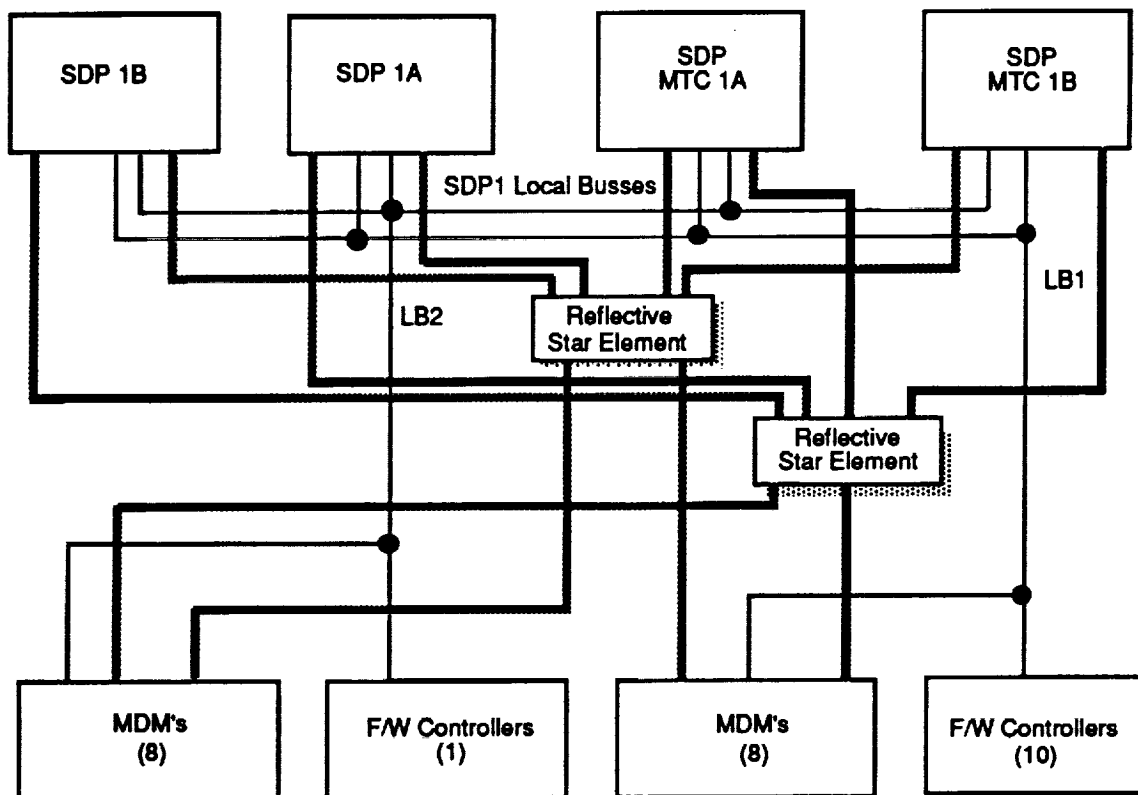 SDP 1B
SDP 1A
SDP
MTC 1A
SDP
MTC 1B
SDP1 Local Busses
LB2
LB1
Reflective
Star Element
Reflective
Star Element
MDM's
(8)
F/W Controllers
(1)
MDM's
(8)
F/W Controllers
(10)